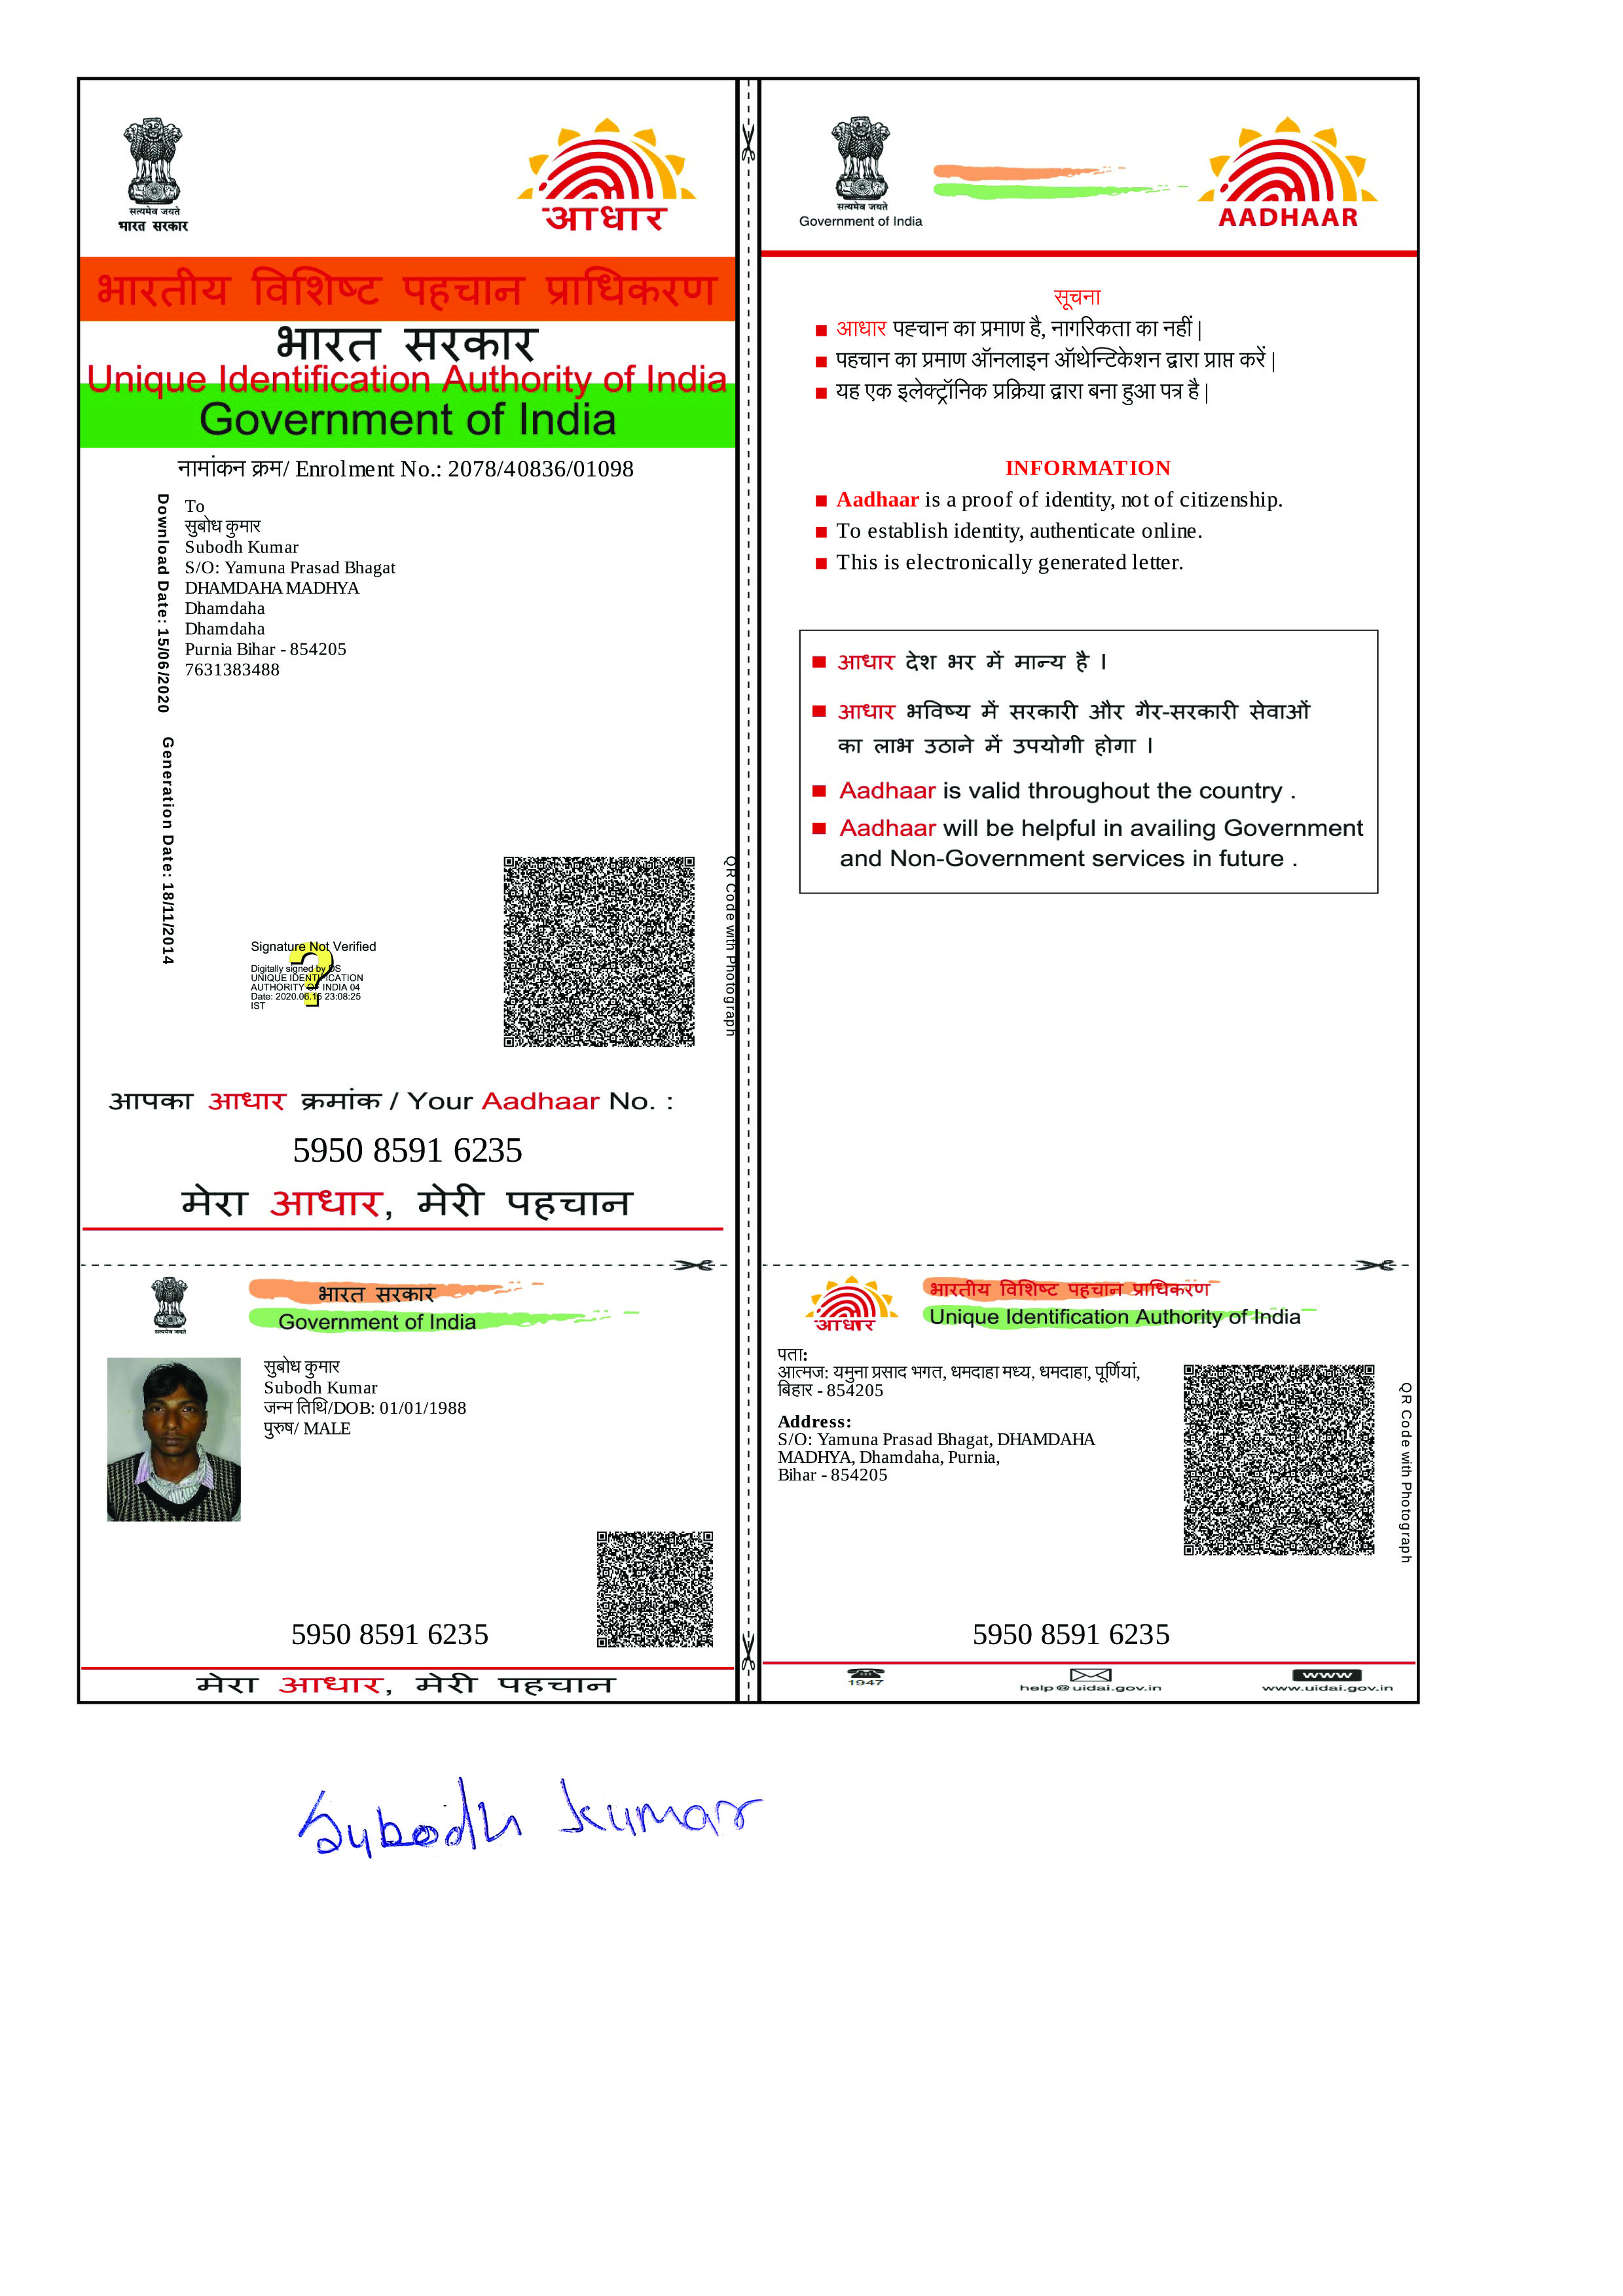 सत्यमेव जयते
भारत सरकार
आधार
भारतीय विशिष्ट पहचान प्राधिकरण
भारत सरकार
Unique Identification Authority of India
Government of India
नामांकन क्रम/ Enrolment No.: 2078/40836/01098
Download Date: 15/06/2020
Generation Date: 18/11/2014
To
सुबोध कुमार
Subodh Kumar
S/O: Yamuna Prasad Bhagat
DHAMDAHA MADHYA
Dhamdaha
Dhamdaha
Purnia Bihar - 854205
7631383488
Signature Not Verified
Digitally signed by DS
UNIQUE IDENTIFICATION
AUTHORITY OF INDIA 04
Date: 2020.06.16 23:08:25
IST
QR Code with Photograph
आपका आधार क्रमांक / Your Aadhaar No. :
5950 8591 6235
मेरा आधार, मेरी पहचान
सत्यमेव जयते
Government of India
AADHAAR
सूचना
आधार पहचान का प्रमाण है, नागरिकता का नहीं |
पहचान का प्रमाण ऑनलाइन ऑथेन्टिकेशन द्वारा प्राप्त करें |
यह एक इलेक्ट्रॉनिक प्रक्रिया द्वारा बना हुआ पत्र है |
INFORMATION
Aadhaar is a proof of identity, not of citizenship.
To establish identity, authenticate online.
This is electronically generated letter.
आधार देश भर में मान्य है ।
आधार भविष्य में सरकारी और गैर-सरकारी सेवाओं
का लाभ उठाने में उपयोगी होगा ।
Aadhaar is valid throughout the country .
Aadhaar will be helpful in availing Government
and Non-Government services in future .
सत्यमेव जयते
भारत सरकार
Government of India
सुबोध कुमार
Subodh Kumar
जन्म तिथि/DOB: 01/01/1988
पुरुष/ MALE
5950 8591 6235
मेरा आधार, मेरी पहचान
आधार
भारतीय विशिष्ट पहचान प्राधिकरण
Unique Identification Authority of India
पता:
आत्मज: यमुना प्रसाद भगत, धमदाहा मध्य, धमदाहा, पूर्णियां,
बिहार - 854205
Address:
S/O: Yamuna Prasad Bhagat, DHAMDAHA
MADHYA, Dhamdaha, Purnia,
Bihar - 854205
QR Code with Photograph
5950 8591 6235
1947
help@uidai.gov.in
www
www.uidai.gov.in
Subodh Kumar